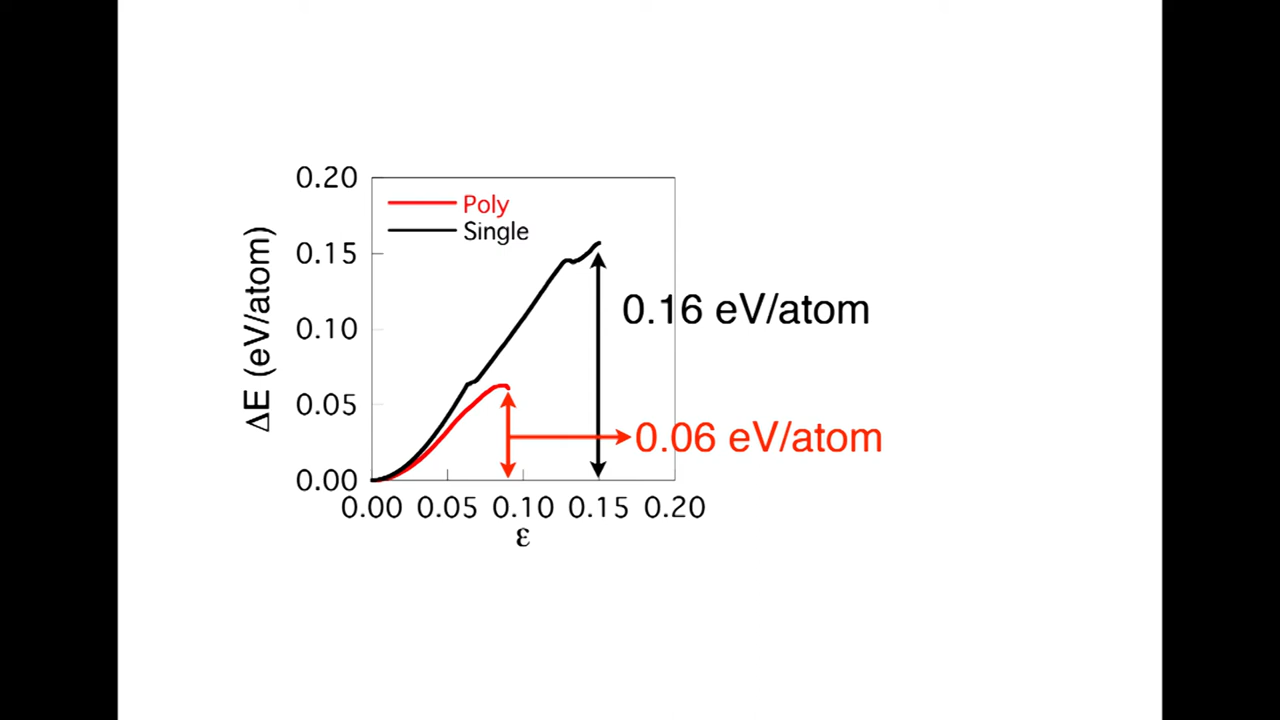 0.20
Poly
Single
0.15
0.16 eV/atom
0.10
ΔE (eV/atom)
0.05
0.06 eV/atom
0.00
0.00 0.05 0.10 0.15 0.20
ε